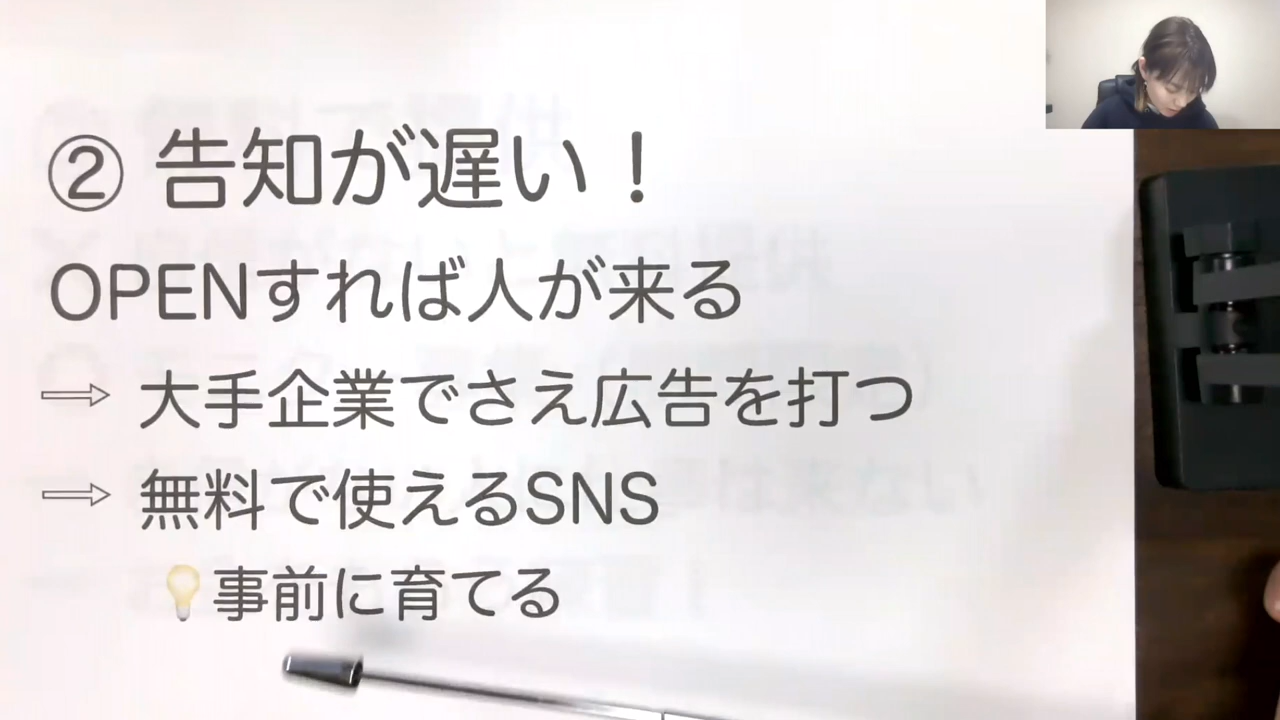 ② 告知が遅い！
OPENすれば人が来る
⇨ 大手企業でさえ広告を打つ
⇨ 無料で使えるSNS
💡事前に育てる